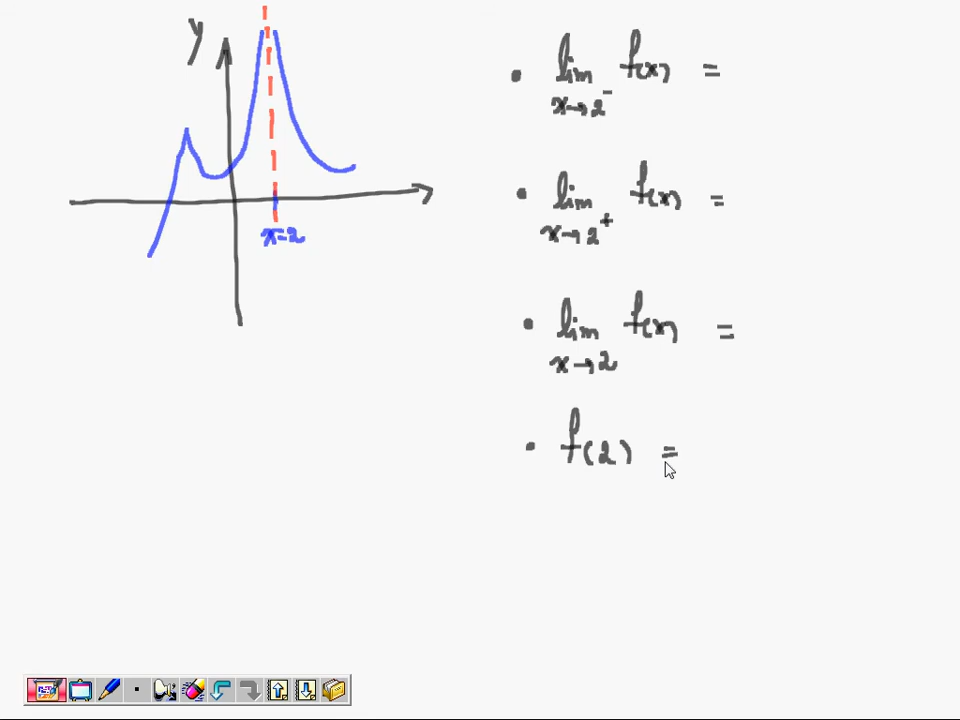 y
x=2
• lim f(x) =
x→2⁻
• lim f(x) =
x→2⁺
• lim f(x) =
x→2
• f(2) =